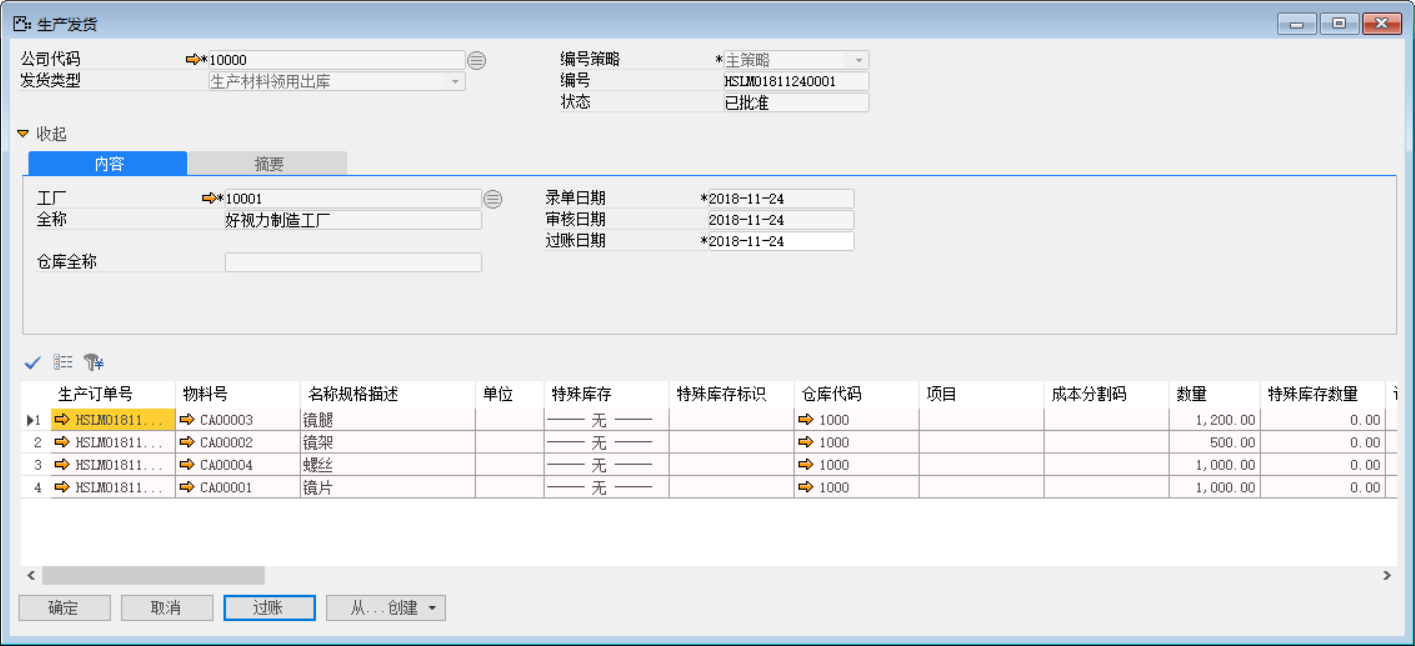 生产发货
公司代码 *10000 编号策略 *主策略
发货类型 生产材料领用出库 编号 HSLM01811240001
状态 已批准
收起
内容 摘要
工厂 *10001 录单日期 *2018-11-24
全称 好视力制造工厂 审核日期 2018-11-24
过账日期 *2018-11-24
仓库全称
生产订单号 物料号 名称规格描述 单位 特殊库存 特殊库存标识 仓库代码 项目 成本分割码 数量 特殊库存数量
1 HSLM01811... CA00003 镜腿 —— 无 —— 1000 1,200.00 0.00
2 HSLM01811... CA00002 镜架 —— 无 —— 1000 500.00 0.00
3 HSLM01811... CA00004 螺丝 —— 无 —— 1000 1,000.00 0.00
4 HSLM01811... CA00001 镜片 —— 无 —— 1000 1,000.00 0.00
确定 取消 过账 从...创建